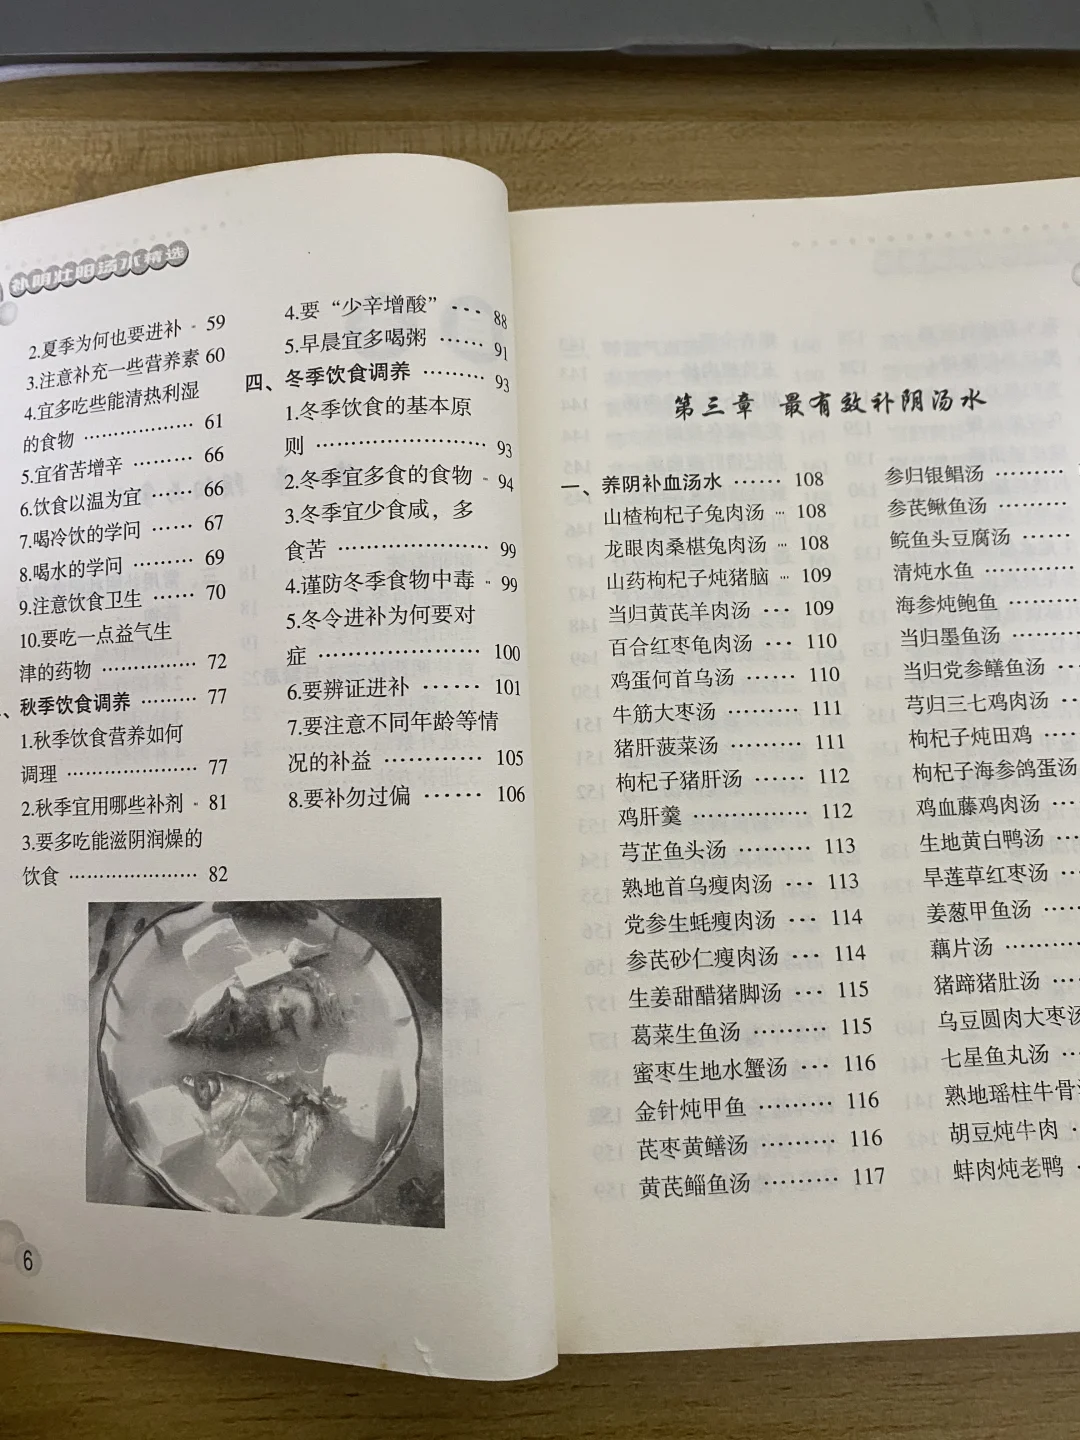 补阴壮阳汤水精选
2.夏季为何也要进补 ·· 59
3.注意补充一些营养素 60
4.宜多吃些能清热利湿
的食物 ……………… 61
5.宜省苦增辛 ……… 66
6.饮食以温为宜 …… 66
7.喝冷饮的学问 …… 67
8.喝水的学问 ……… 69
9.注意饮食卫生 …… 70
10.要吃一点益气生
津的药物 …………… 72
、秋季饮食调养 ……… 77
1.秋季饮食营养如何
调理 ………………… 77
2.秋季宜用哪些补剂 ·· 81
3.要多吃能滋阴润燥的
饮食 ………………… 82
4.要“少辛增酸” … 88
5.早晨宜多喝粥 …… 91
四、冬季饮食调养 ……… 93
1.冬季饮食的基本原
则 …………………… 93
2.冬季宜多食的食物 ·· 94
3.冬季宜少食咸，多
食苦 ………………… 99
4.谨防冬季食物中毒 ·· 99
5.冬令进补为何要对
症 …………………… 100
6.要辨证进补 …… 101
7.要注意不同年龄等情
况的补益 ………… 105
8.要补勿过偏 …… 106
6
第三章 最有效补阴汤水
一、养阴补血汤水 …… 108
山楂枸杞子兔肉汤 … 108
龙眼肉桑椹兔肉汤 … 108
山药枸杞子炖猪脑 … 109
当归黄芪羊肉汤 … 109
百合红枣龟肉汤 … 110
鸡蛋何首乌汤 …… 110
牛筋大枣汤 ……… 111
猪肝菠菜汤 ……… 111
枸杞子猪肝汤 …… 112
鸡肝羹 …………… 112
芎芷鱼头汤 ……… 113
熟地首乌瘦肉汤 … 113
党参生蚝瘦肉汤 … 114
参芪砂仁瘦肉汤 … 114
生姜甜醋猪脚汤 … 115
葛菜生鱼汤 ……… 115
蜜枣生地水蟹汤 … 116
金针炖甲鱼 ……… 116
芪枣黄鳝汤 ……… 116
黄芪鲻鱼汤 ……… 117
参归银鲳汤 ……
参芪鳅鱼汤 ……
鲩鱼头豆腐汤 …
清炖水鱼 ………
海参炖鲍鱼 ……
当归墨鱼汤 ……
当归党参鳝鱼汤 …
芎归三七鸡肉汤 …
枸杞子炖田鸡 …
枸杞子海参鸽蛋汤
鸡血藤鸡肉汤 …
生地黄白鸭汤 …
旱莲草红枣汤 …
姜葱甲鱼汤 ……
藕片汤 …………
猪蹄猪肚汤 ……
乌豆圆肉大枣汤
七星鱼丸汤 ……
熟地瑶柱牛骨
胡豆炖牛肉 …
蚌肉炖老鸭 …